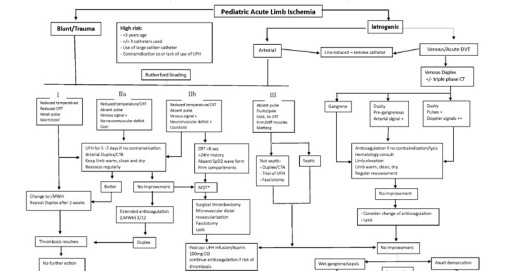 Pediatric Acute Limb Ischemia
Blunt/Trauma
High risk:
- <3 years age
- +/- 3 catheters used
- Use of large caliber catheter
- Contraindication to or lack of use of UFH
Iatrogenic
Arterial
Line Induced – remove catheter
Venous/Acute DVT
Rutherford Grading
Venous Duplex
+/- triple phase CT
I
Reduced temperature
Reduced CRT
Weak pulse
Warm/cool
IIa
Reduced temperature/CRT
Absent pulse
Venous signal +
No neuromuscular deficit
Cool
IIb
Reduced temperature/CRT
Absent pulse
Venous signal +
Neuromuscular deficit +
Cool/cold
III
Absent pulse
Dusky/pale
Cold, no CRT
Firm/stiff muscles
Mottling
Gangrene
Dusky
Pre-gangrenous
Arterial signal +
Dusky
Pulses +
Doppler signals ++
UFH for 5 -7 days if no contraindication
Arterial Duplex/CTA
Keep limb warm, clean and dry
Reassess regularly
CRT >6 sec
>24hr history
Absent SpO2 wave form
Firm compartments
Not septic:
- Duplex/CTA
- Trial of UFH
- Fasciotomy
Septic
Anticoagulation if no contraindication/lysis
Hematology consult
Limb elevation
Limb warm, clean, dry
Regular reassessment
Change to LMWH
Repeat Duplex after 2 weeks
Better
No Improvement
MDT*
No improvement
Extended anticoagulation
(LMWH) 3/12
Surgical thrombectomy
Microvascular distal
revascularization
Fasciotomy
Lysis
- Consider change of anticoagulation
- Lysis
Thrombosis resolves
Duplex
Post op: UFH infusion/Aspirin
100mg OD
continue anticoagulation if risk of
thrombosis
No improvement
No further action
Wet gangrene/sepsis
Await demarcation